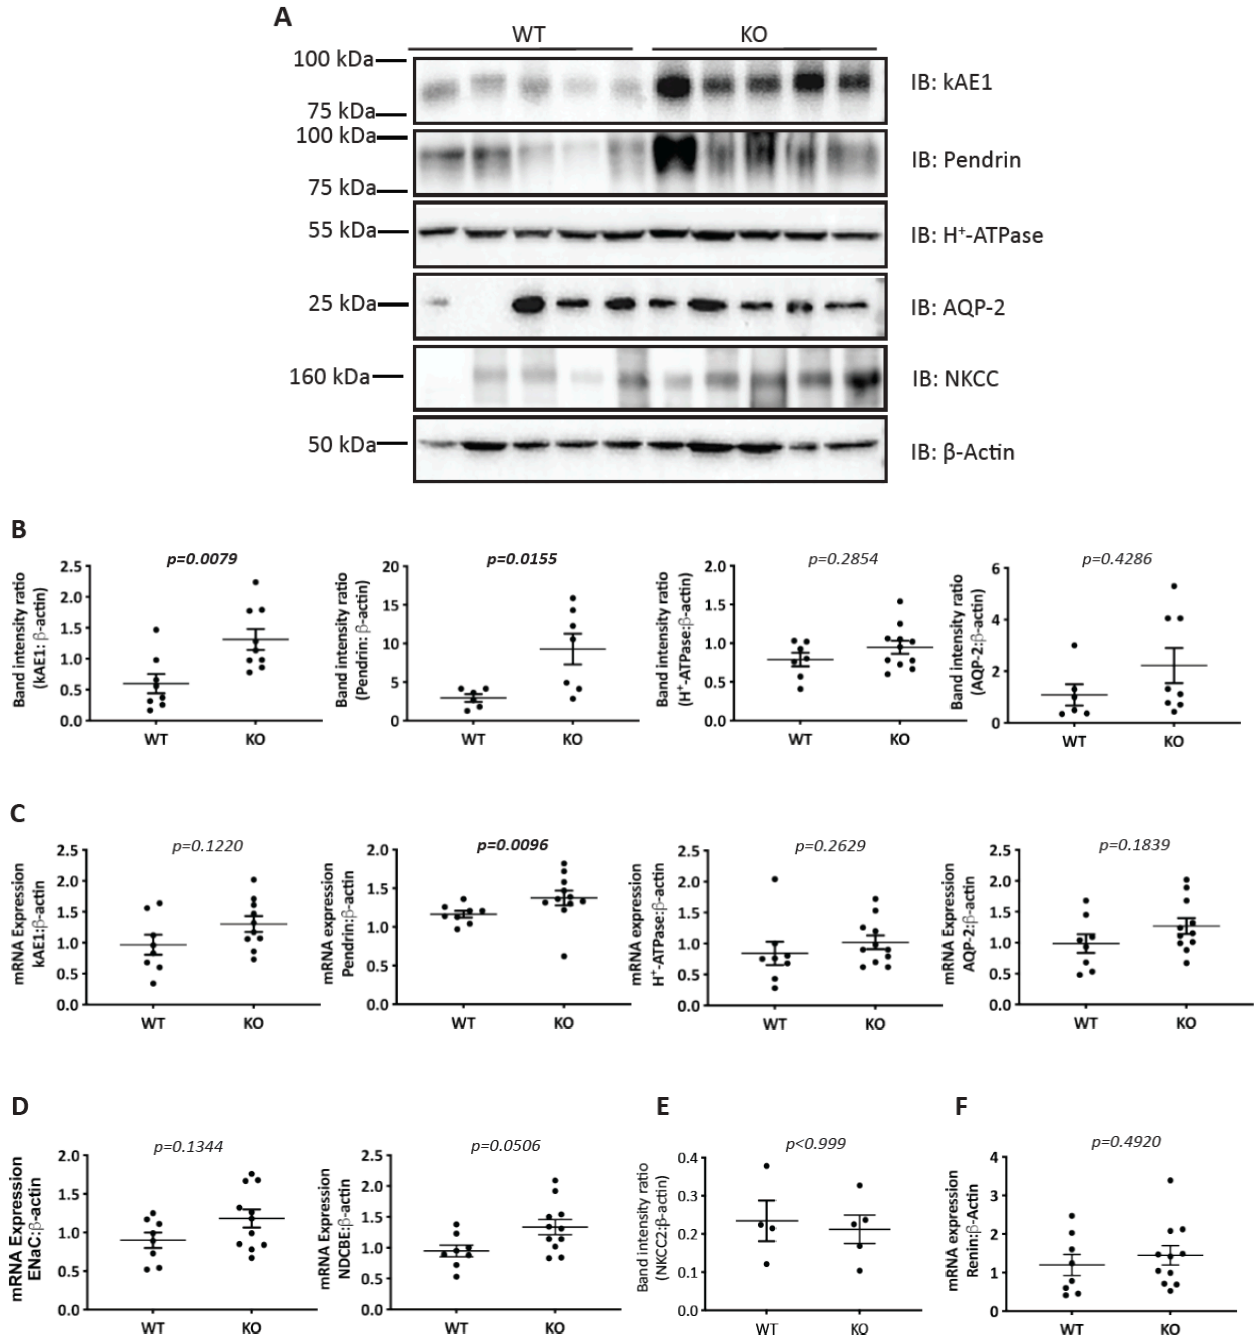 A
WT KO
100 kDa
75 kDa
IB: kAE1
100 kDa
75 kDa
IB: Pendrin
55 kDa
IB: H⁺-ATPase
25 kDa
IB: AQP-2
160 kDa
IB: NKCC
50 kDa
IB: β-Actin
B
p=0.0079
Band intensity ratio
(kAE1: β-actin)
2.5
2.0
1.5
1.0
0.5
0.0
WT KO
p=0.0155
Band intensity ratio
(Pendrin: β-actin)
20
15
10
5
0
WT KO
p=0.2854
Band intensity ratio
(H⁺-ATPase:β-actin)
2.0
1.5
1.0
0.5
0.0
WT KO
p=0.4286
Band intensity ratio
(AQP-2:β-actin)
6
4
2
0
WT KO
C
p=0.1220
mRNA Expression
kAE1:β-actin
2.5
2.0
1.5
1.0
0.5
0.0
WT KO
p=0.0096
mRNA Expression
Pendrin:β-actin
2.0
1.5
1.0
0.5
0.0
WT KO
p=0.2629
mRNA expression
H⁺-ATPase:β-actin
2.5
2.0
1.5
1.0
0.5
0.0
WT KO
p=0.1839
mRNA Expression
AQP-2:β-actin
2.5
2.0
1.5
1.0
0.5
0.0
WT KO
D
p=0.1344
mRNA Expression
ENaC:β-actin
2.0
1.5
1.0
0.5
0.0
WT KO
p=0.0506
mRNA Expression
NDCBE:β-actin
2.5
2.0
1.5
1.0
0.5
0.0
WT KO
E
p<0.999
Band intensity ratio
(NKCC2:β-actin)
0.4
0.3
0.2
0.1
0.0
WT KO
F
p=0.4920
mRNA expression
Renin:β-Actin
4
3
2
1
0
WT KO